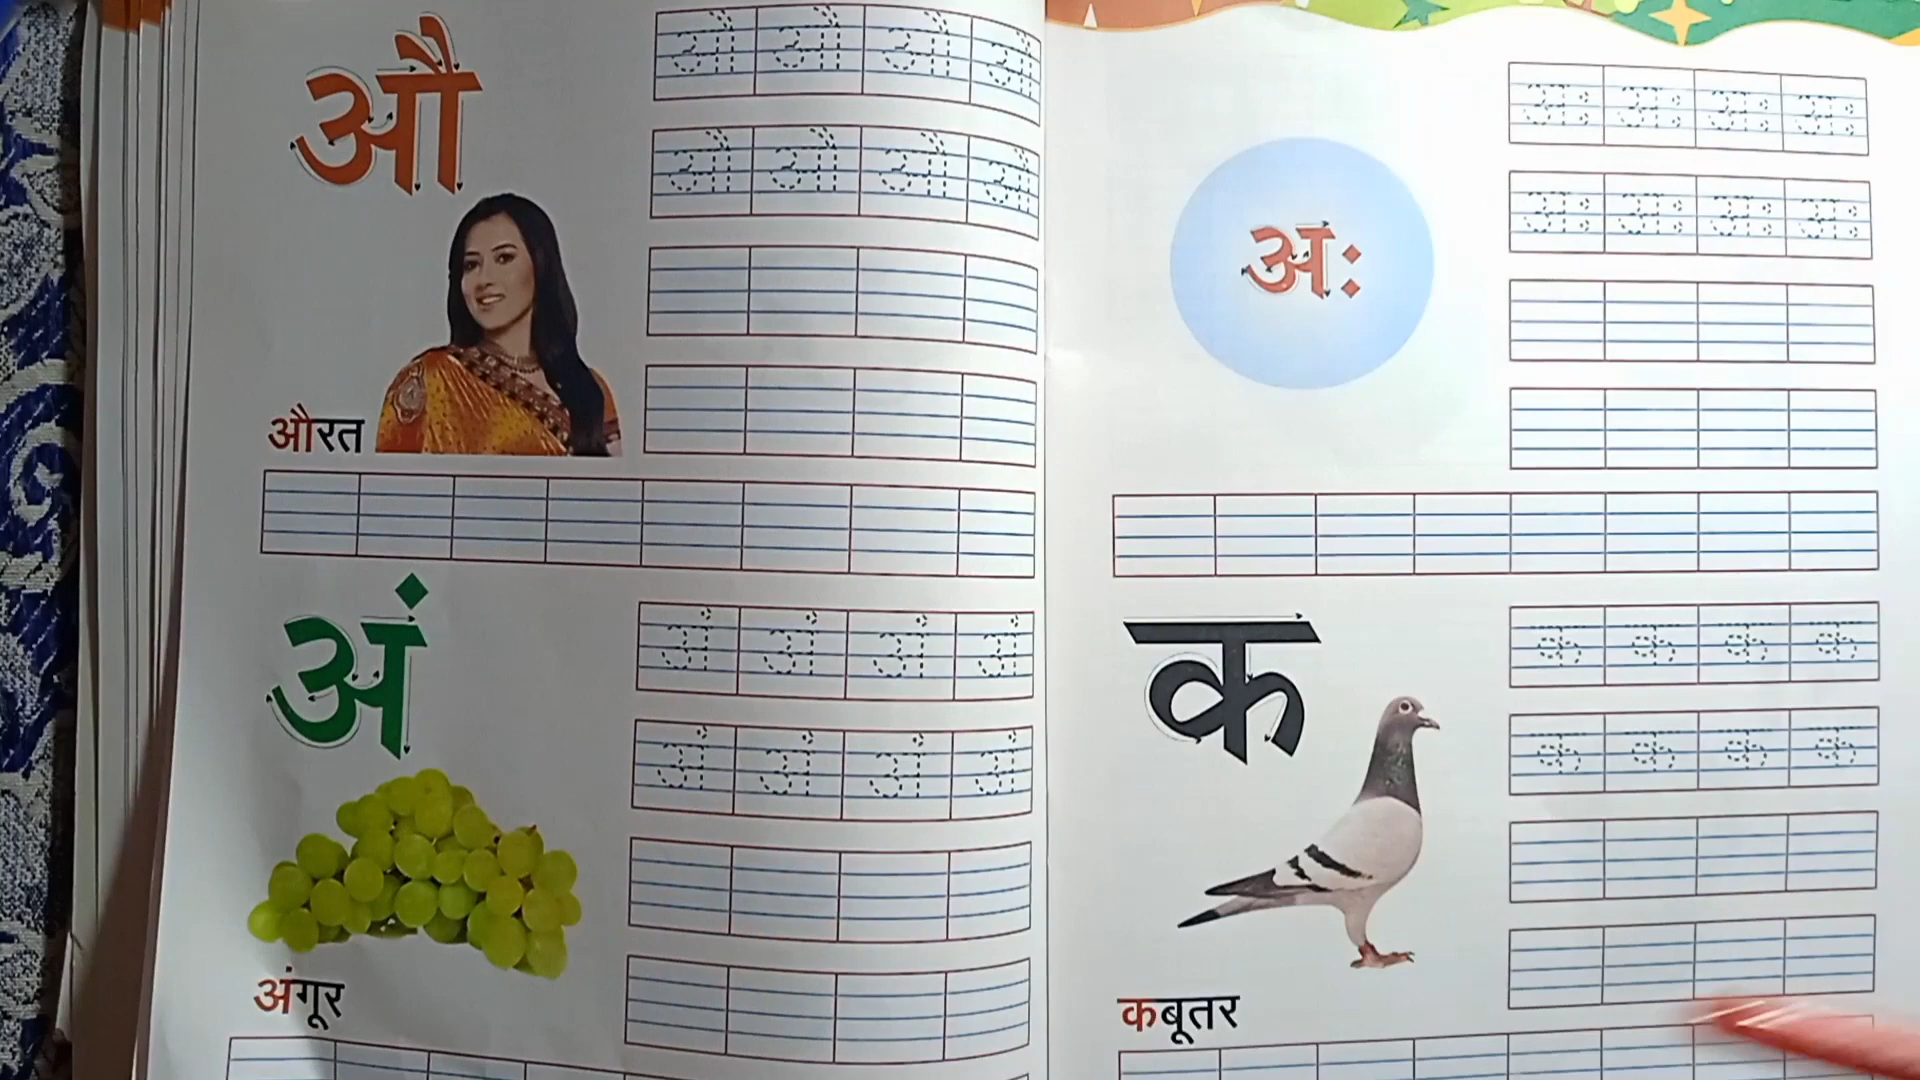 औ
औ औ औ औ
औ औ औ औ
औरत
अं
अं अं अं अं
अं अं अं अं
अंगूर
अः
अः अः अः अः
अः अः अः अः
क
क क क क
क क क क
कबूतर